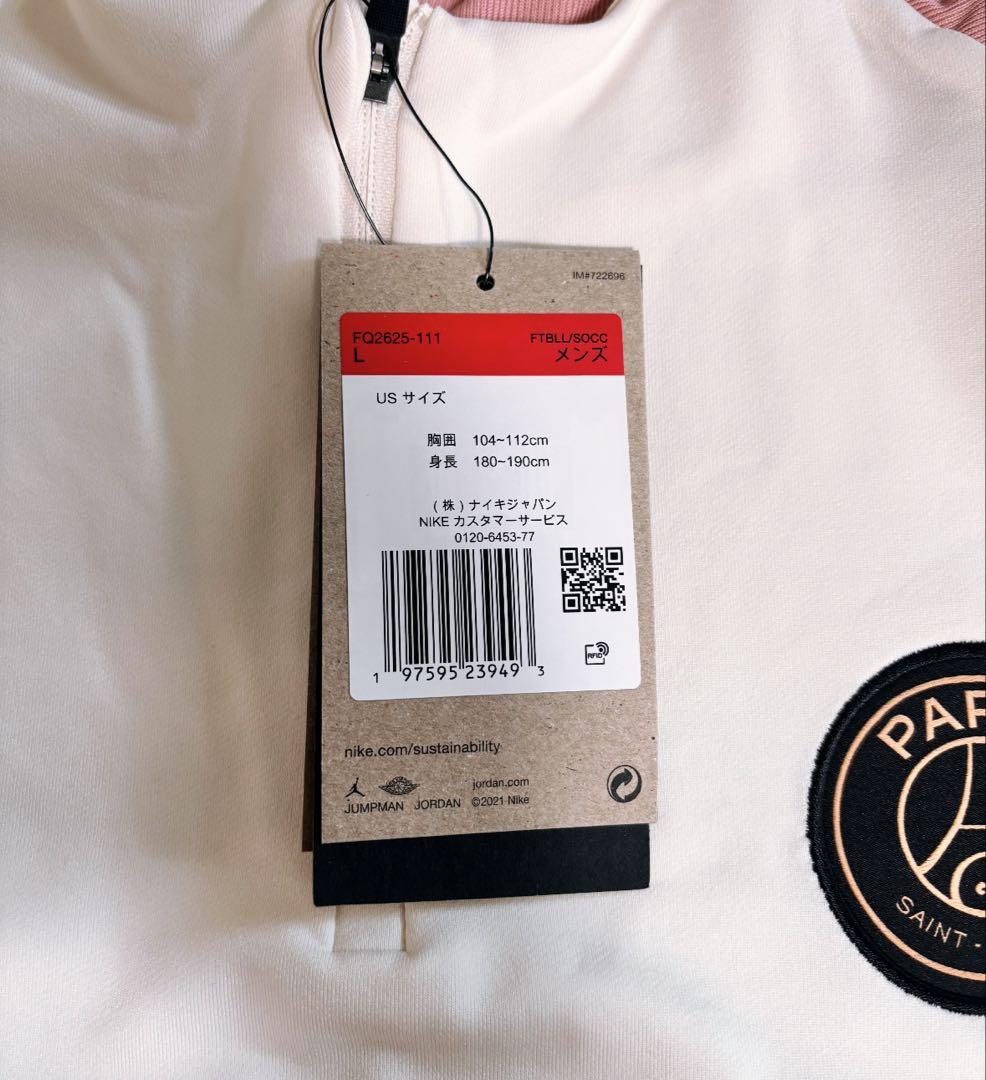 IM#722696
FQ2625-111
FTBLL/SOCC
L
メンズ
US サイズ
胸囲 104~112cm
身長 180~190cm
(株)ナイキジャパン
NIKE カスタマーサービス
0120-6453-77
RFID
1 97595 23949 3
nike.com/sustainability
jordan.com
JUMPMAN JORDAN ©2021 Nike
SAINT-